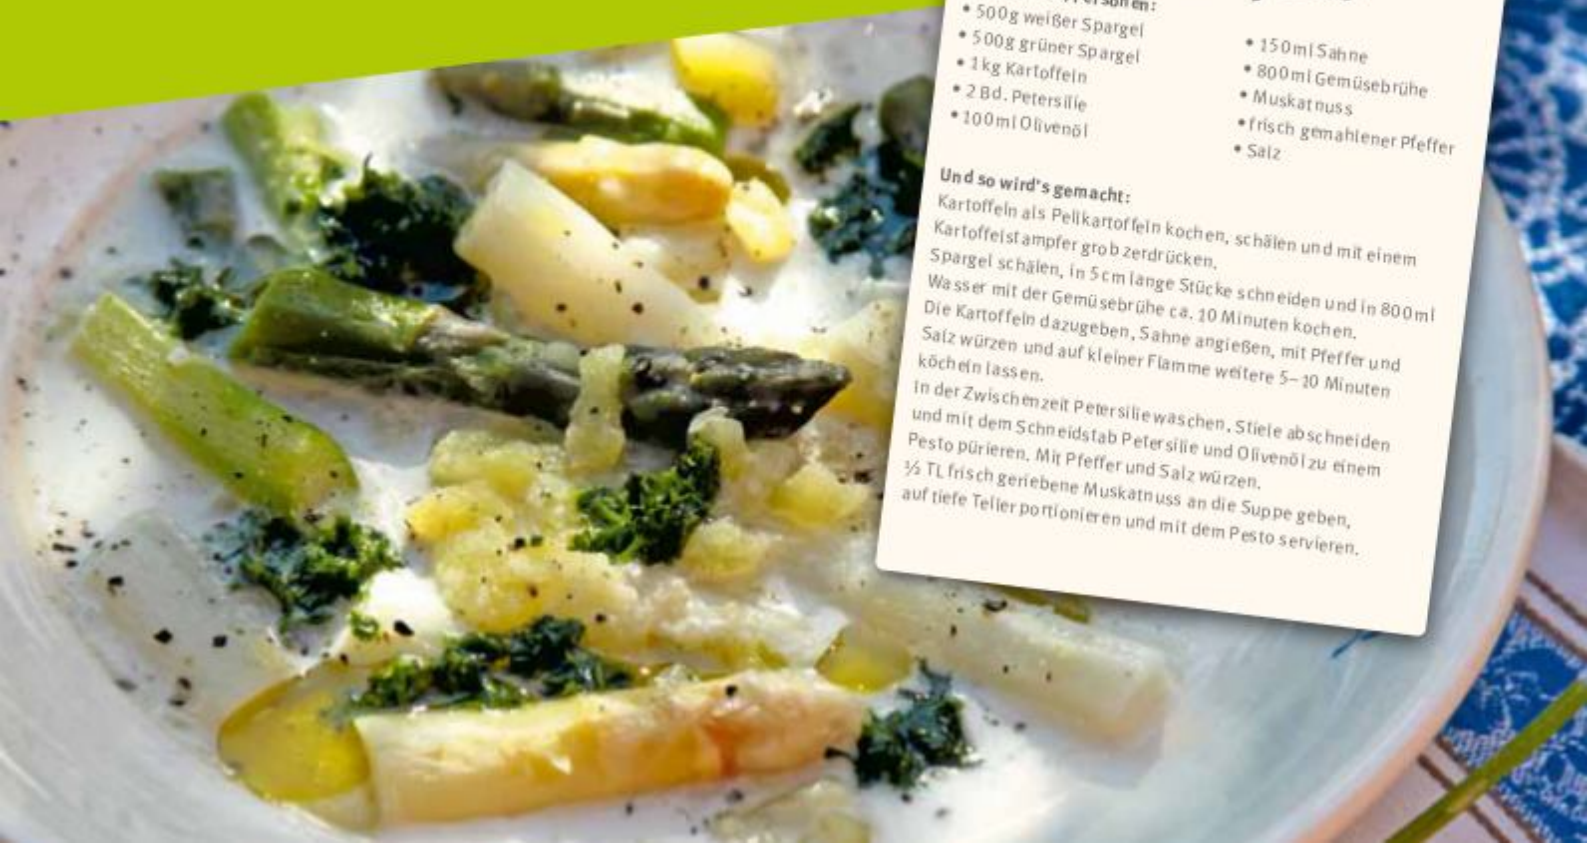 Personen:
• 500g weißer Spargel
• 500g grüner Spargel
• 1kg Kartoffeln
• 2 Bd. Petersilie
• 100ml Olivenöl
• 150ml Sahne
• 800ml Gemüsebrühe
• Muskatnuss
• frisch gemahlener Pfeffer
• Salz
Und so wird's gemacht:
Kartoffeln als Pellkartoffeln kochen, schälen und mit einem
Kartoffelstampfer grob zerdrücken.
Spargel schälen, in 5cm lange Stücke schneiden und in 800ml
Wasser mit der Gemüsebrühe ca. 10 Minuten kochen.
Die Kartoffeln dazugeben, Sahne angießen, mit Pfeffer und
Salz würzen und auf kleiner Flamme weitere 5–10 Minuten
köcheln lassen.
In der Zwischenzeit Petersilie waschen, Stiele abschneiden
und mit dem Schneidstab Petersilie und Olivenöl zu einem
Pesto pürieren. Mit Pfeffer und Salz würzen.
½ TL frisch geriebene Muskatnuss an die Suppe geben,
auf tiefe Teller portionieren und mit dem Pesto servieren.